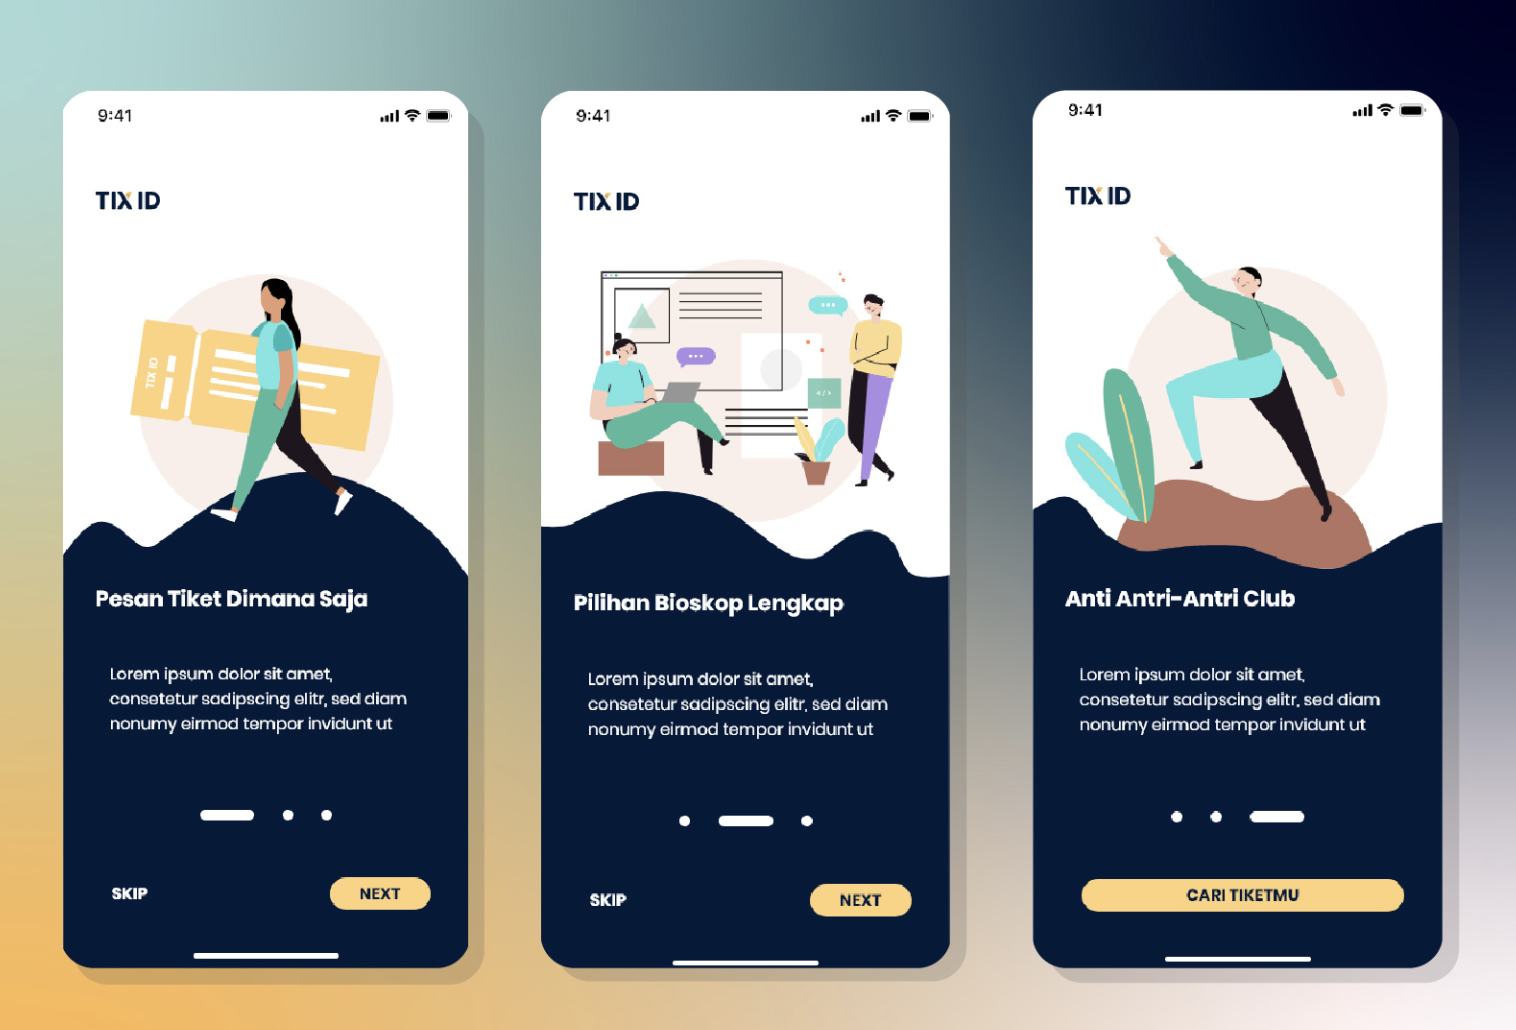 9:41
TIX ID
TIX ID
Pesan Tiket Dimana Saja
Lorem ipsum dolor sit amet,
consetetur sadipscing elitr, sed diam
nonumy eirmod tempor invidunt ut
SKIP
NEXT
9:41
TIX ID
</>
Pilihan Bioskop Lengkap
Lorem ipsum dolor sit amet,
consetetur sadipscing elitr, sed diam
nonumy eirmod tempor invidunt ut
SKIP
NEXT
9:41
TIX ID
Anti Antri-Antri Club
Lorem ipsum dolor sit amet,
consetetur sadipscing elitr, sed diam
nonumy eirmod tempor invidunt ut
CARI TIKETMU